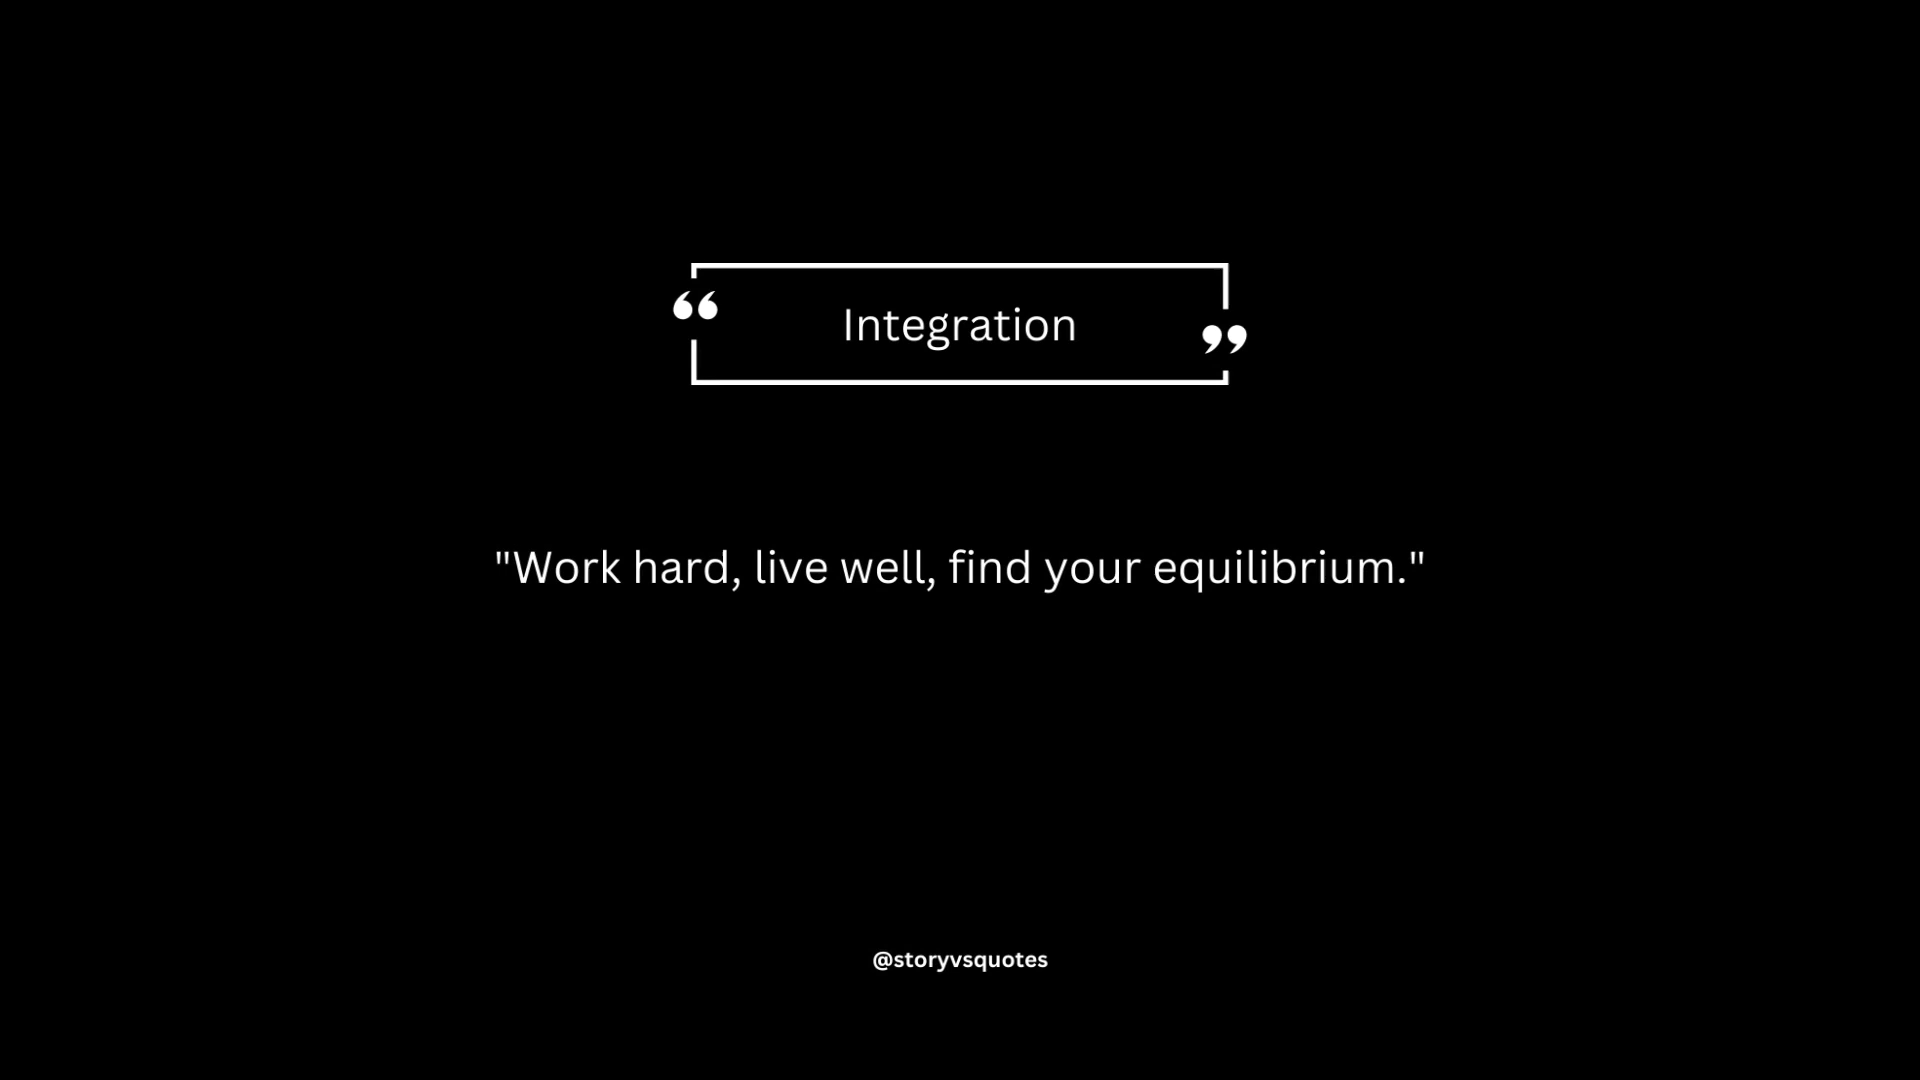 “
Integration
”
"Work hard, live well, find your equilibrium."
@storyvsquotes